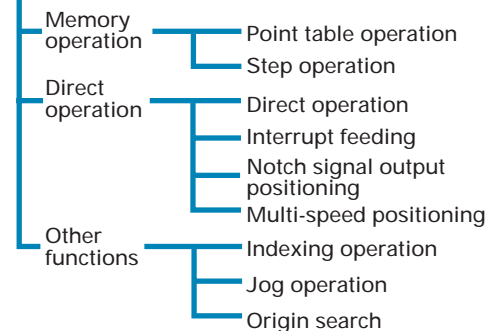 Memory
operation
Point table operation
Step operation
Direct
operation
Direct operation
Interrupt feeding
Notch signal output
positioning
Multi-speed positioning
Other
functions
Indexing operation
Jog operation
Origin search